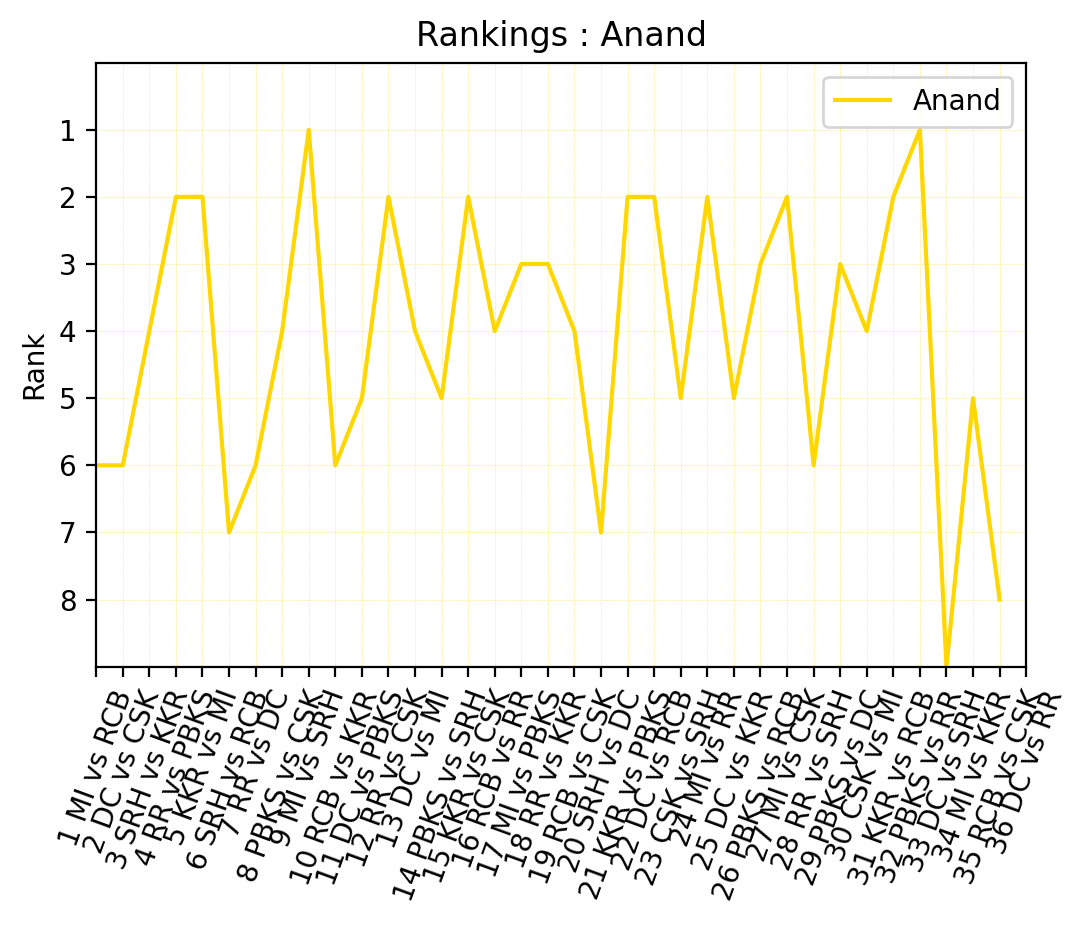 Rankings : Anand
Anand
Rank
1
2
3
4
5
6
7
8
1 MI vs RCB
2 DC vs CSK
3 SRH vs KKR
4 RR vs PBKS
5 KKR vs MI
6 SRH vs RCB
7 RR vs DC
8 PBKS vs CSK
9 MI vs SRH
10 RCB vs KKR
11 DC vs PBKS
12 RR vs CSK
13 DC vs MI
14 PBKS vs SRH
15 KKR vs CSK
16 RCB vs RR
17 MI vs PBKS
18 RR vs KKR
19 RCB vs CSK
20 SRH vs DC
21 KKR vs PBKS
22 DC vs RCB
23 CSK vs SRH
24 MI vs RR
25 DC vs KKR
26 PBKS vs RCB
27 MI vs CSK
28 RR vs SRH
29 PBKS vs DC
30 CSK vs MI
31 KKR vs RCB
32 PBKS vs RR
33 DC vs SRH
34 MI vs KKR
35 RCB vs CSK
36 DC vs RR